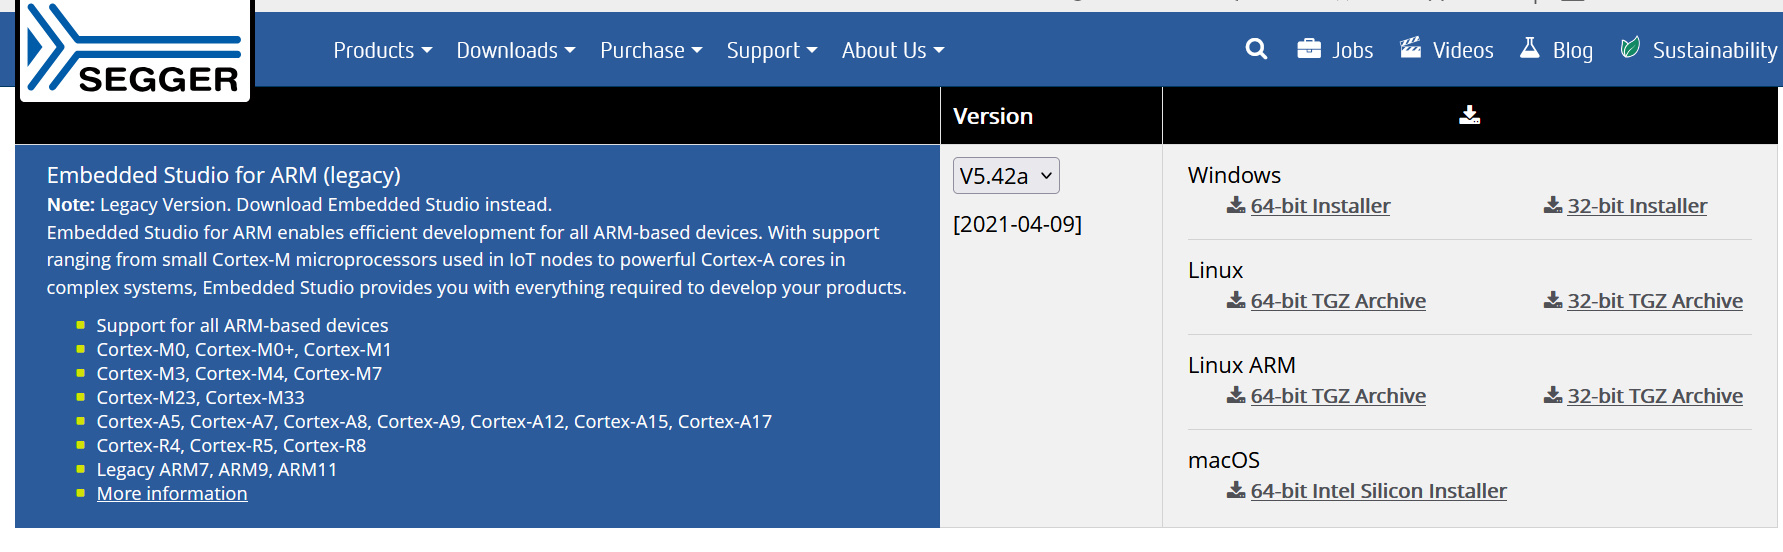 SEGGER
Products
Downloads
Purchase
Support
About Us
Jobs
Videos
Blog
Sustainability
Version
Embedded Studio for ARM (legacy)
Note: Legacy Version. Download Embedded Studio instead.
Embedded Studio for ARM enables efficient development for all ARM-based devices. With support
ranging from small Cortex-M microprocessors used in IoT nodes to powerful Cortex-A cores in
complex systems, Embedded Studio provides you with everything required to develop your products.
Support for all ARM-based devices
Cortex-M0, Cortex-M0+, Cortex-M1
Cortex-M3, Cortex-M4, Cortex-M7
Cortex-M23, Cortex-M33
Cortex-A5, Cortex-A7, Cortex-A8, Cortex-A9, Cortex-A12, Cortex-A15, Cortex-A17
Cortex-R4, Cortex-R5, Cortex-R8
Legacy ARM7, ARM9, ARM11
More information
V5.42a
[2021-04-09]
Windows
64-bit Installer
32-bit Installer
Linux
64-bit TGZ Archive
32-bit TGZ Archive
Linux ARM
64-bit TGZ Archive
32-bit TGZ Archive
macOS
64-bit Intel Silicon Installer